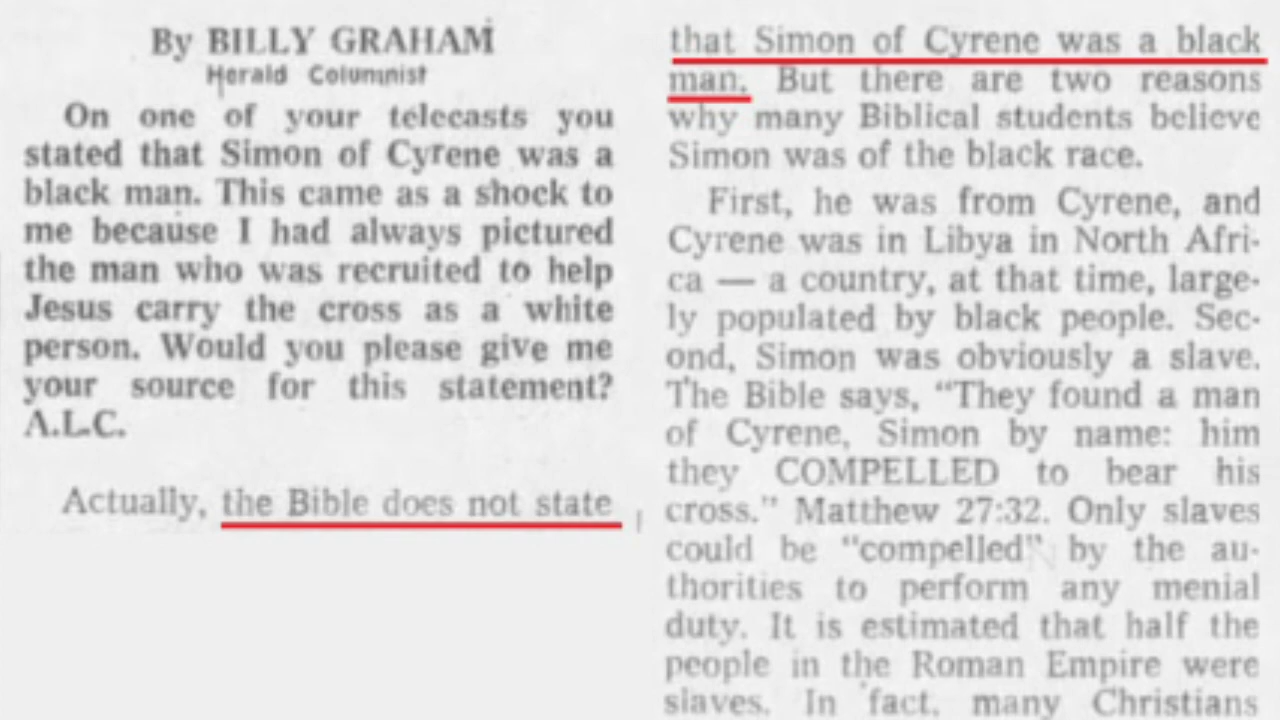 By BILLY GRAHAM
Herald Columnist
On one of your telecasts you
stated that Simon of Cyrene was a
black man. This came as a shock to
me because I had always pictured
the man who was recruited to help
Jesus carry the cross as a white
person. Would you please give me
your source for this statement?
A.L.C.
Actually, the Bible does not state
that Simon of Cyrene was a black
man. But there are two reasons
why many Biblical students believe
Simon was of the black race.
First, he was from Cyrene, and
Cyrene was in Libya in North Afri-
ca — a country, at that time, large-
ly populated by black people. Sec-
ond, Simon was obviously a slave.
The Bible says, “They found a man
of Cyrene, Simon by name: him
they COMPELLED to bear his
cross.” Matthew 27:32. Only slaves
could be “compelled” by the au-
thorities to perform any menial
duty. It is estimated that half the
people in the Roman Empire were
slaves. In fact, many Christians